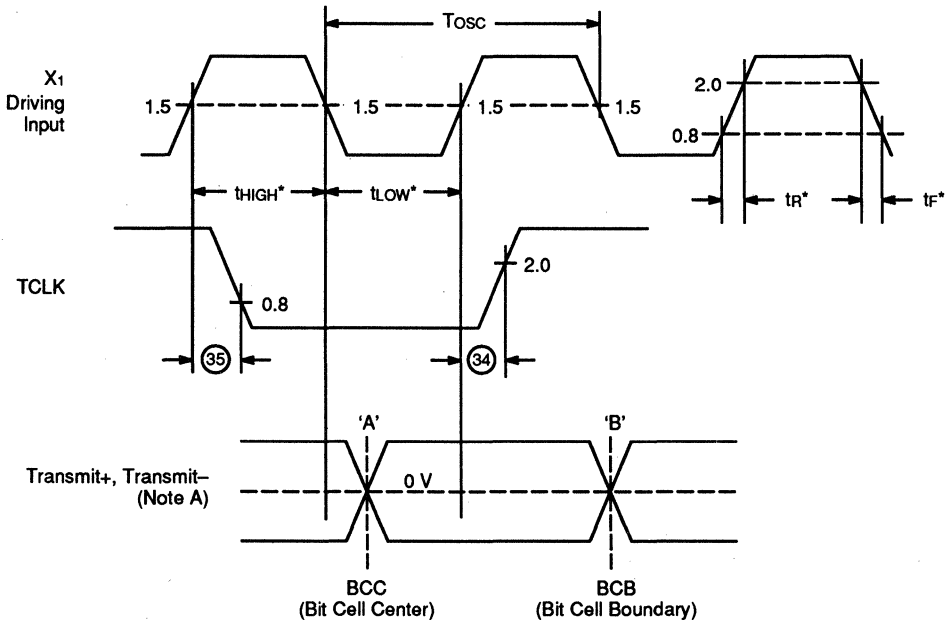 TOSC
X1
Driving
Input
1.5
1.5
1.5
1.5
2.0
0.8
tHIGH*
tLOW*
tR*
tF*
TCLK
0.8
2.0
35
34
'A'
'B'
Transmit+, Transmit–
(Note A)
0 V
BCC
(Bit Cell Center)
BCB
(Bit Cell Boundary)